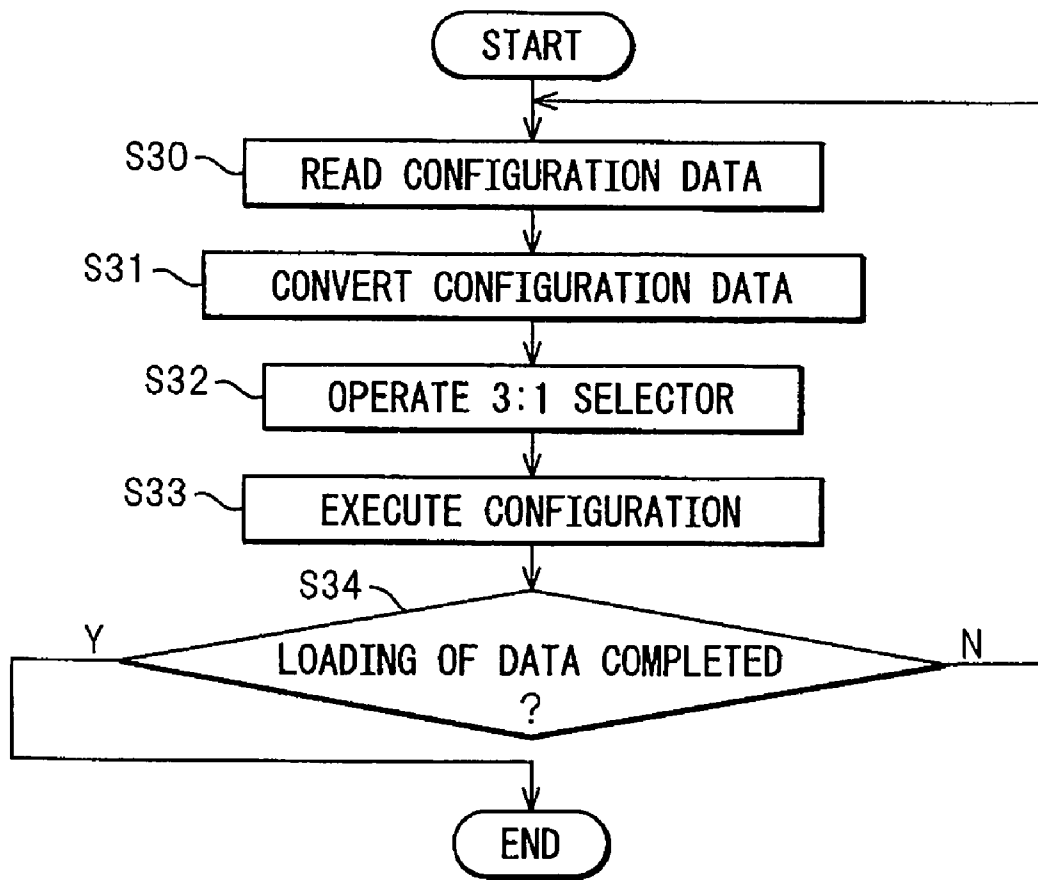 START
S30
READ CONFIGURATION DATA
S31
CONVERT CONFIGURATION DATA
S32
OPERATE 3:1 SELECTOR
S33
EXECUTE CONFIGURATION
S34
Y
N
LOADING OF DATA COMPLETED
?
END